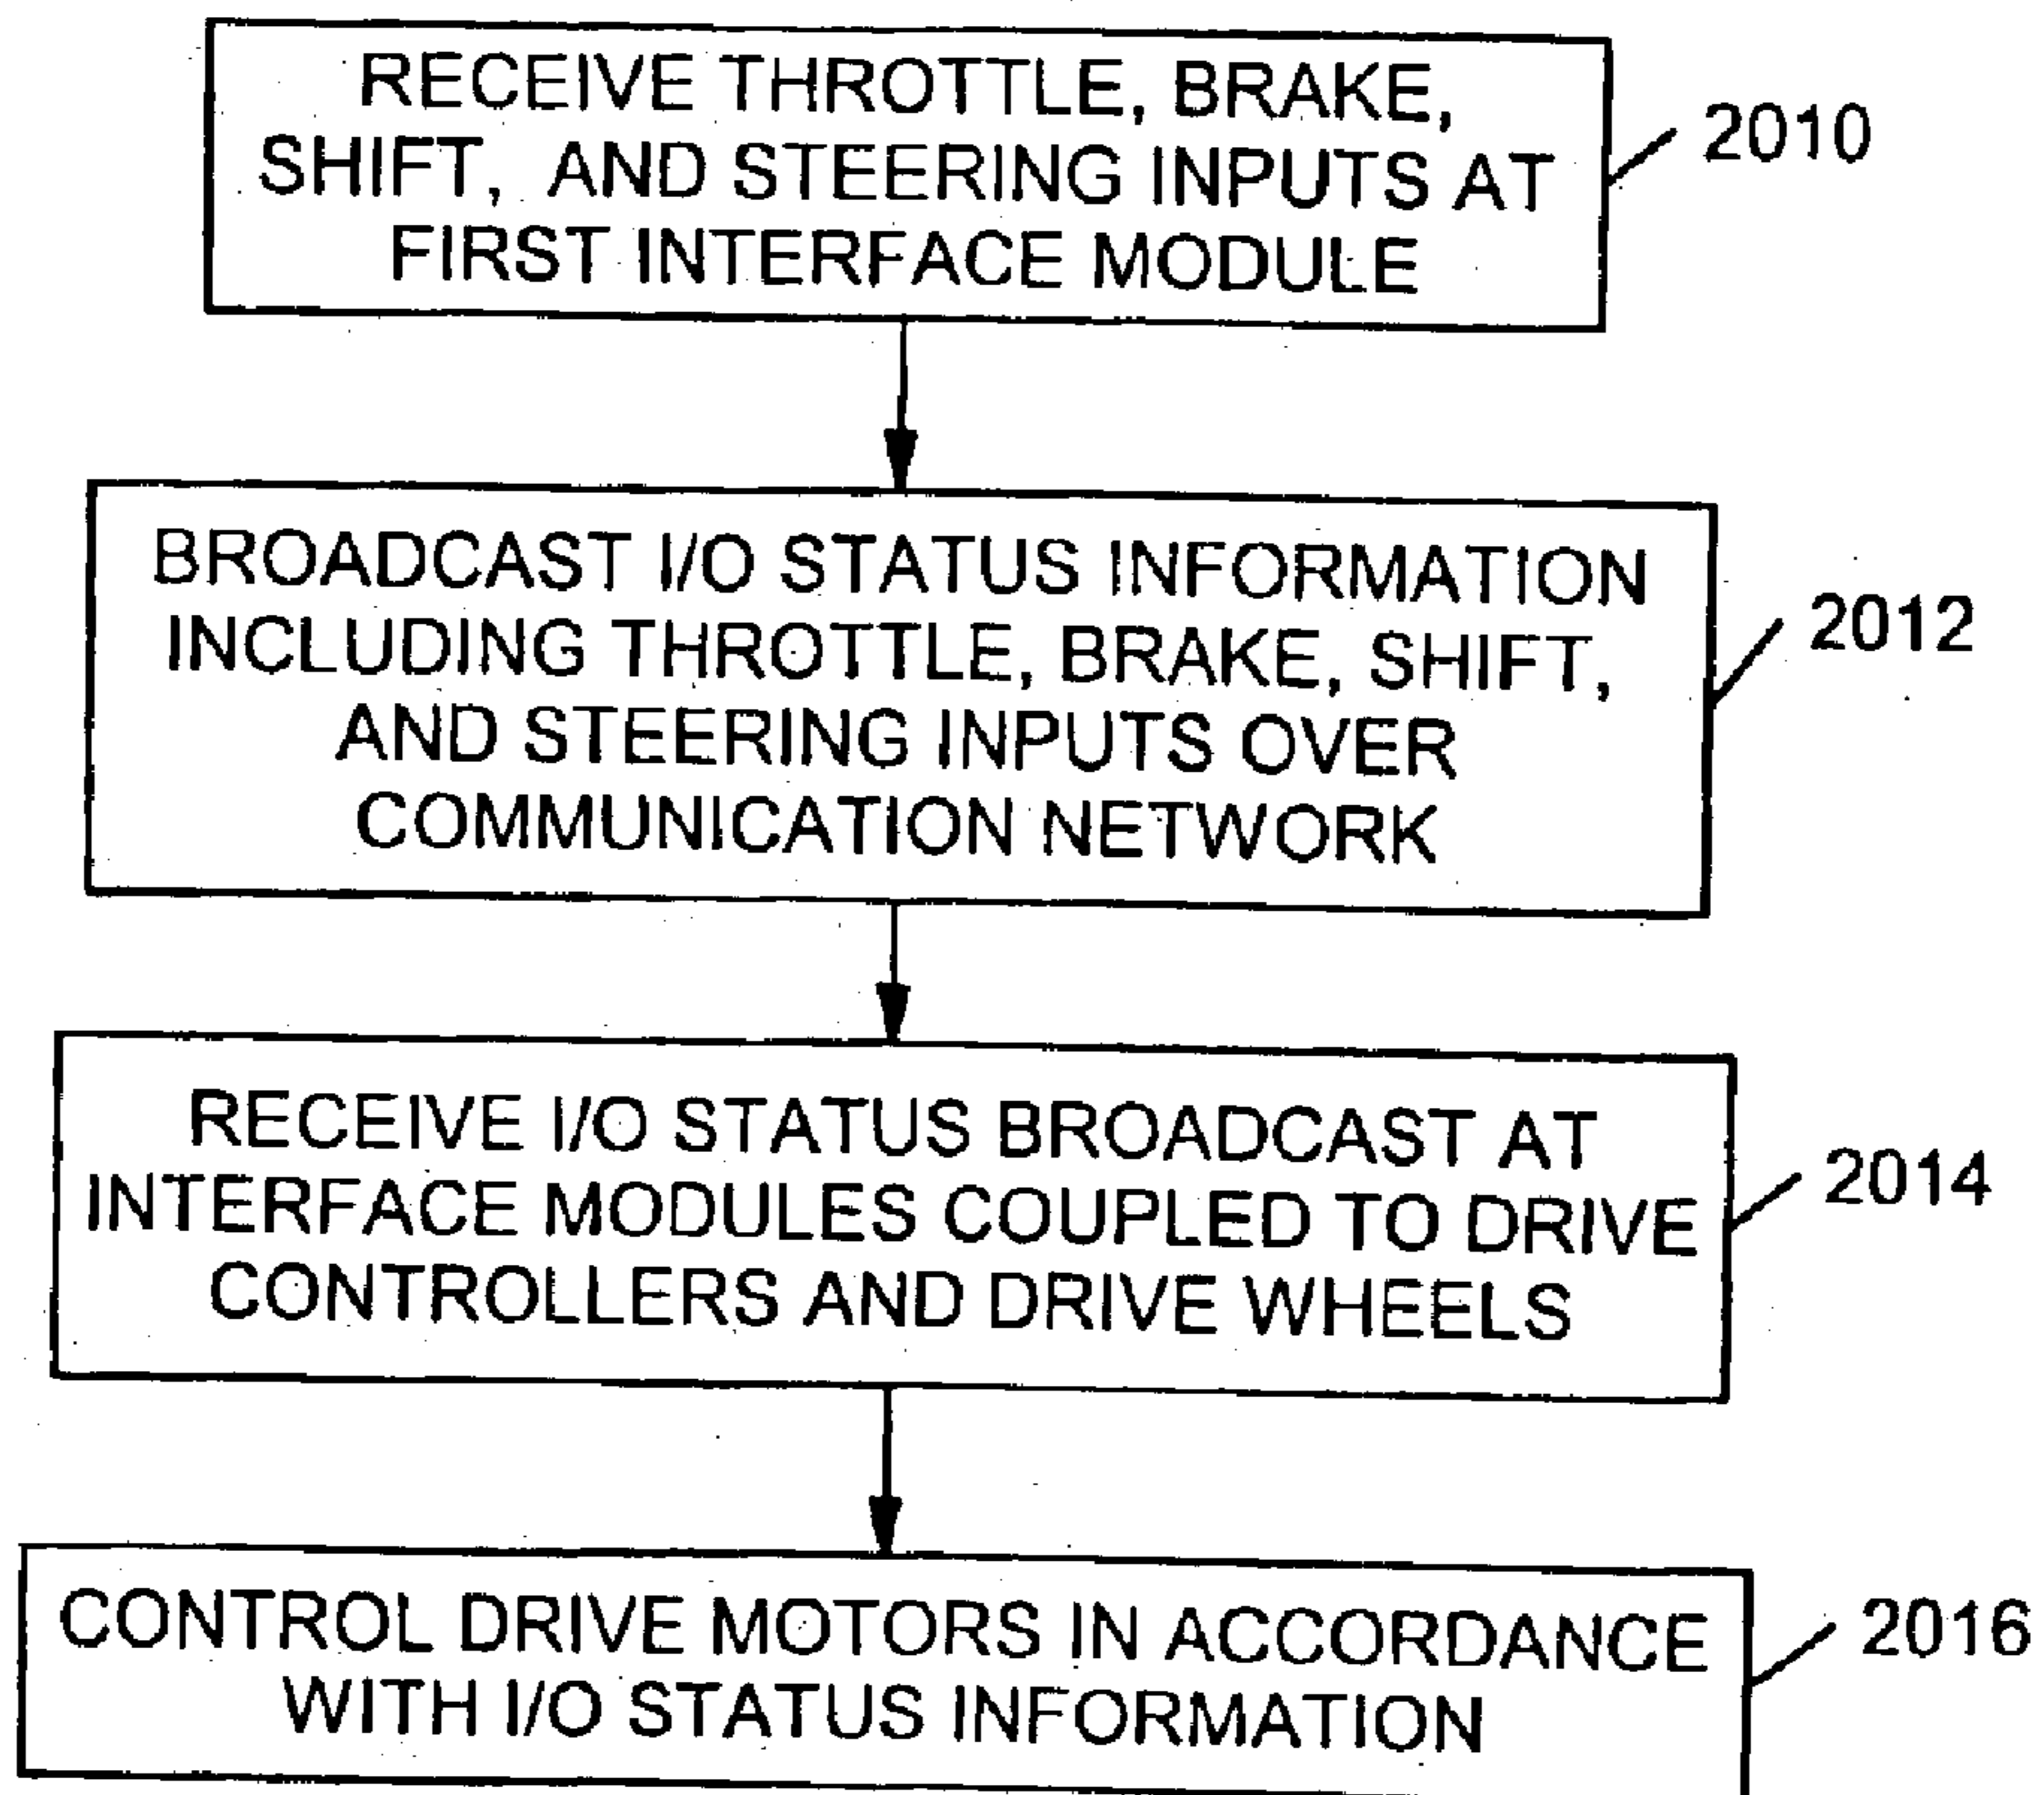 RECEIVE THROTTLE, BRAKE,
SHIFT, AND STEERING INPUTS AT
FIRST INTERFACE MODULE
2010
BROADCAST I/O STATUS INFORMATION
INCLUDING THROTTLE, BRAKE, SHIFT,
AND STEERING INPUTS OVER
COMMUNICATION NETWORK
2012
RECEIVE I/O STATUS BROADCAST AT
INTERFACE MODULES COUPLED TO DRIVE
CONTROLLERS AND DRIVE WHEELS
2014
CONTROL DRIVE MOTORS IN ACCORDANCE
WITH I/O STATUS INFORMATION
2016